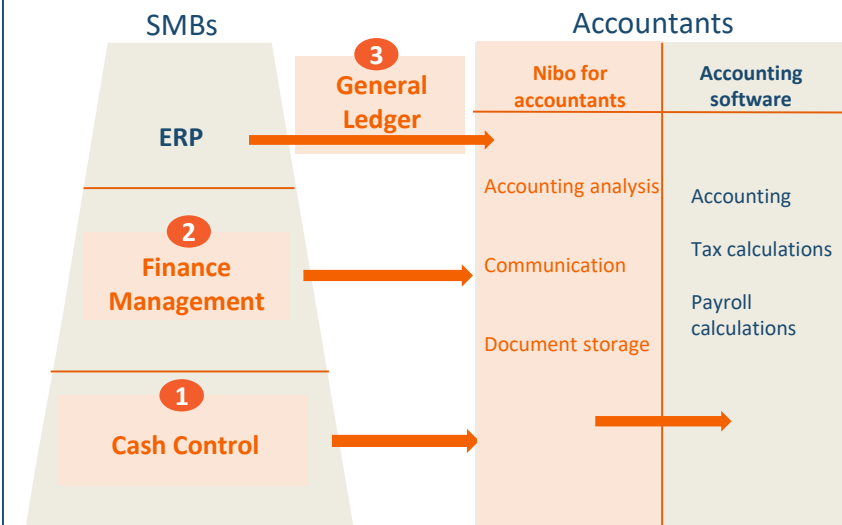 SMBs
Accountants
3
General
Ledger
Nibo for
accountants
Accounting
software
ERP
Accounting analysis
Accounting
2
Finance
Management
Communication
Tax calculations
Payroll
calculations
Document storage
1
Cash Control